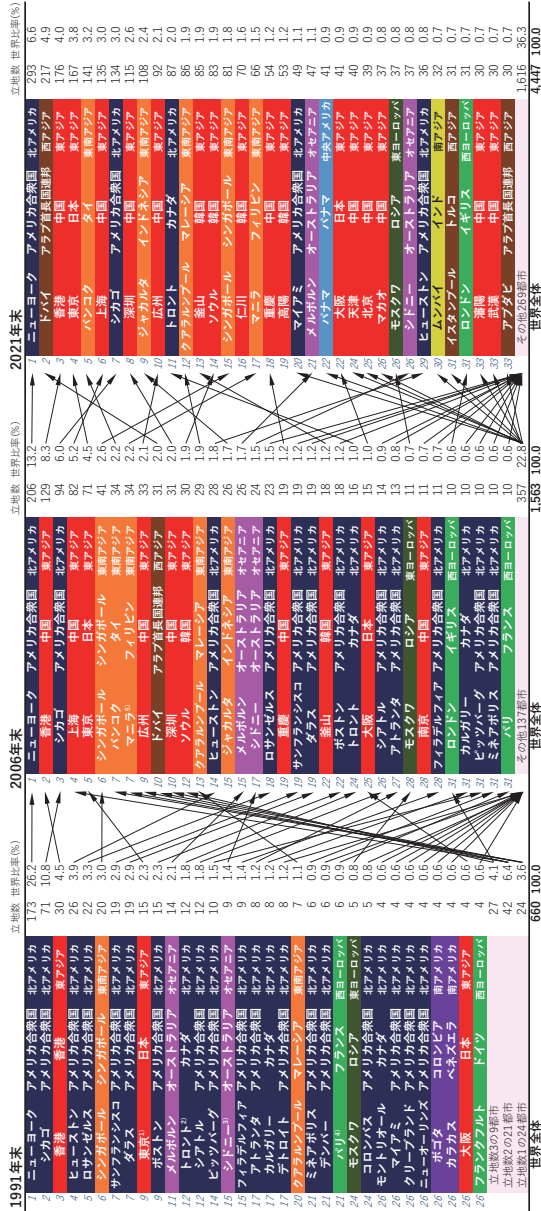 1991年末
立地数 世界比率(%)
1 ニューヨーク アメリカ合衆国 北アメリカ 173 26.2
2 シカゴ アメリカ合衆国 北アメリカ 71 10.8
3 香港 香港 東アジア 30 4.5
4 ヒューストン アメリカ合衆国 北アメリカ 26 3.9
5 ロサンゼルス アメリカ合衆国 北アメリカ 22 3.3
6 シンガポール シンガポール 東南アジア 20 3.0
7 サンフランシスコ アメリカ合衆国 北アメリカ 19 2.9
7 ダラス アメリカ合衆国 北アメリカ 19 2.9
9 東京1) 日本 東アジア 15 2.3
9 ボストン アメリカ合衆国 北アメリカ 15 2.3
11 メルボルン オーストラリア オセアニア 14 2.1
12 トロント2) カナダ 北アメリカ 12 1.8
12 シアトル アメリカ合衆国 北アメリカ 12 1.8
14 ピッツバーグ アメリカ合衆国 北アメリカ 10 1.5
15 シドニー3) オーストラリア オセアニア 9 1.4
15 フィラデルフィア アメリカ合衆国 北アメリカ 9 1.4
17 アトランタ アメリカ合衆国 北アメリカ 8 1.2
17 カルガリー カナダ 北アメリカ 8 1.2
17 デトロイト アメリカ合衆国 北アメリカ 8 1.2
20 クアラルンプール マレーシア 東南アジア 7 1.1
21 ミネアポリス アメリカ合衆国 北アメリカ 6 0.9
21 デンバー アメリカ合衆国 北アメリカ 6 0.9
21 パリ4) フランス 西ヨーロッパ 6 0.9
24 モスクワ ロシア 東ヨーロッパ 5 0.8
24 コロンバス アメリカ合衆国 北アメリカ 5 0.8
26 モントリオール カナダ 北アメリカ 4 0.6
26 マイアミ アメリカ合衆国 北アメリカ 4 0.6
26 クリーブランド アメリカ合衆国 北アメリカ 4 0.6
26 ニューオーリンズ アメリカ合衆国 北アメリカ 4 0.6
26 ボゴタ コロンビア 南アメリカ 4 0.6
26 カラカス ベネズエラ 南アメリカ 4 0.6
26 大阪 日本 東アジア 4 0.6
26 フランクフルト ドイツ 西ヨーロッパ 4 0.6
立地数3の9都市 27 4.1
立地数2の21都市 42 6.4
立地数1の24都市 24 3.6
世界全体 660 100.0
2006年末
立地数 世界比率(%)
1 ニューヨーク アメリカ合衆国 北アメリカ 206 13.2
2 香港 中国 東アジア 129 8.3
3 シカゴ アメリカ合衆国 北アメリカ 94 6.0
4 上海 中国 東アジア 82 5.2
5 東京 日本 東アジア 71 4.5
6 シンガポール シンガポール 東南アジア 41 2.6
7 バンコク タイ 東南アジア 34 2.2
7 マニラ5) フィリピン 東南アジア 34 2.2
9 広州 中国 東アジア 33 2.1
10 ドバイ アラブ首長国連邦 西アジア 31 2.0
10 深圳 中国 東アジア 31 2.0
12 ソウル 韓国 東アジア 30 1.9
13 クアラルンプール マレーシア 東南アジア 29 1.9
14 ヒューストン アメリカ合衆国 北アメリカ 28 1.8
15 ジャカルタ インドネシア 東南アジア 26 1.7
15 メルボルン オーストラリア オセアニア 26 1.7
17 シドニー オーストラリア オセアニア 24 1.5
18 ロサンゼルス アメリカ合衆国 北アメリカ 23 1.5
19 重慶 中国 東アジア 19 1.2
19 サンフランシスコ アメリカ合衆国 北アメリカ 19 1.2
19 ダラス アメリカ合衆国 北アメリカ 19 1.2
22 釜山 韓国 東アジア 18 1.2
22 ボストン アメリカ合衆国 北アメリカ 18 1.2
24 トロント カナダ 北アメリカ 16 1.0
25 大阪 日本 東アジア 15 1.0
26 シアトル アメリカ合衆国 北アメリカ 14 0.9
27 アトランタ アメリカ合衆国 北アメリカ 13 0.8
28 モスクワ ロシア 東ヨーロッパ 11 0.7
28 南京 中国 東アジア 11 0.7
28 フィラデルフィア アメリカ合衆国 北アメリカ 11 0.7
31 ロンドン イギリス 西ヨーロッパ 10 0.6
31 カルガリー カナダ 北アメリカ 10 0.6
31 ピッツバーグ アメリカ合衆国 北アメリカ 10 0.6
31 ミネアポリス アメリカ合衆国 北アメリカ 10 0.6
31 パリ フランス 西ヨーロッパ 10 0.6
その他137都市 357 22.8
世界全体 1.563 100.0
2021年末
立地数 世界比率(%)
1 ニューヨーク アメリカ合衆国 北アメリカ 293 6.6
2 ドバイ アラブ首長国連邦 西アジア 217 4.9
3 香港 中国 東アジア 176 4.0
4 東京 日本 東アジア 167 3.8
5 バンコク タイ 東南アジア 141 3.2
6 上海 中国 東アジア 135 3.0
7 シカゴ アメリカ合衆国 北アメリカ 134 3.0
8 深圳 中国 東アジア 115 2.6
9 ジャカルタ インドネシア 東南アジア 108 2.4
10 広州 中国 東アジア 92 2.1
11 トロント カナダ 北アメリカ 87 2.0
12 クアラルンプール マレーシア 東南アジア 86 1.9
13 釜山 韓国 東アジア 85 1.9
14 ソウル 韓国 東アジア 83 1.9
15 シンガポール シンガポール 東南アジア 81 1.8
16 仁川 韓国 東アジア 70 1.6
17 マニラ フィリピン 東南アジア 66 1.5
18 重慶 中国 東アジア 54 1.2
19 高陽 韓国 東アジア 53 1.2
20 マイアミ アメリカ合衆国 北アメリカ 49 1.1
21 メルボルン オーストラリア オセアニア 47 1.1
22 パナマ パナマ 中央アメリカ 41 0.9
22 大阪 日本 東アジア 41 0.9
24 天津 中国 東アジア 40 0.9
25 北京 中国 東アジア 39 0.9
26 マカオ 中国 東アジア 37 0.8
26 モスクワ ロシア 東ヨーロッパ 37 0.8
26 メルボルン オーストラリア オセアニア 37 0.8
29 ヒューストン アメリカ合衆国 北アメリカ 36 0.8
30 ムンバイ インド 南アジア 32 0.7
31 イスタンブール トルコ 西アジア 31 0.7
31 ロンドン イギリス 西ヨーロッパ 31 0.7
33 瀋陽 中国 東アジア 30 0.7
33 武漢 中国 東アジア 30 0.7
33 アブダビ アラブ首長国連邦 西アジア 30 0.7
その他269都市 1,616 36.3
世界全体 4,447 100.0